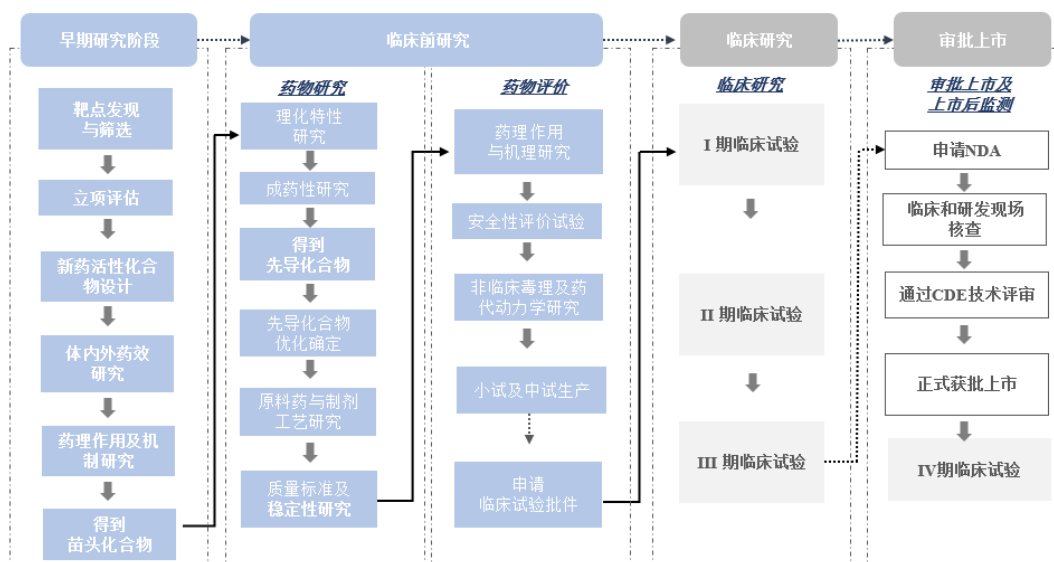 早期研究阶段
临床前研究
临床研究
审批上市
靶点发现
与筛选
立项评估
新药活性化合
物设计
体内外药效
研究
药理作用及机
制研究
得到
苗头化合物
药物研究
理化特性
研究
成药性研究
得到
先导化合物
先导化合物
优化确定
原料药与制剂
工艺研究
质量标准及
稳定性研究
药物评价
药理作用
与机理研究
安全性评价试验
非临床毒理及药
代动力学研究
小试及中试生产
申请
临床试验批件
临床研究
I 期临床试验
II 期临床试验
III 期临床试验
审批上市及
上市后监测
申请NDA
临床和研发现场
核查
通过CDE技术评审
正式获批上市
IV期临床试验